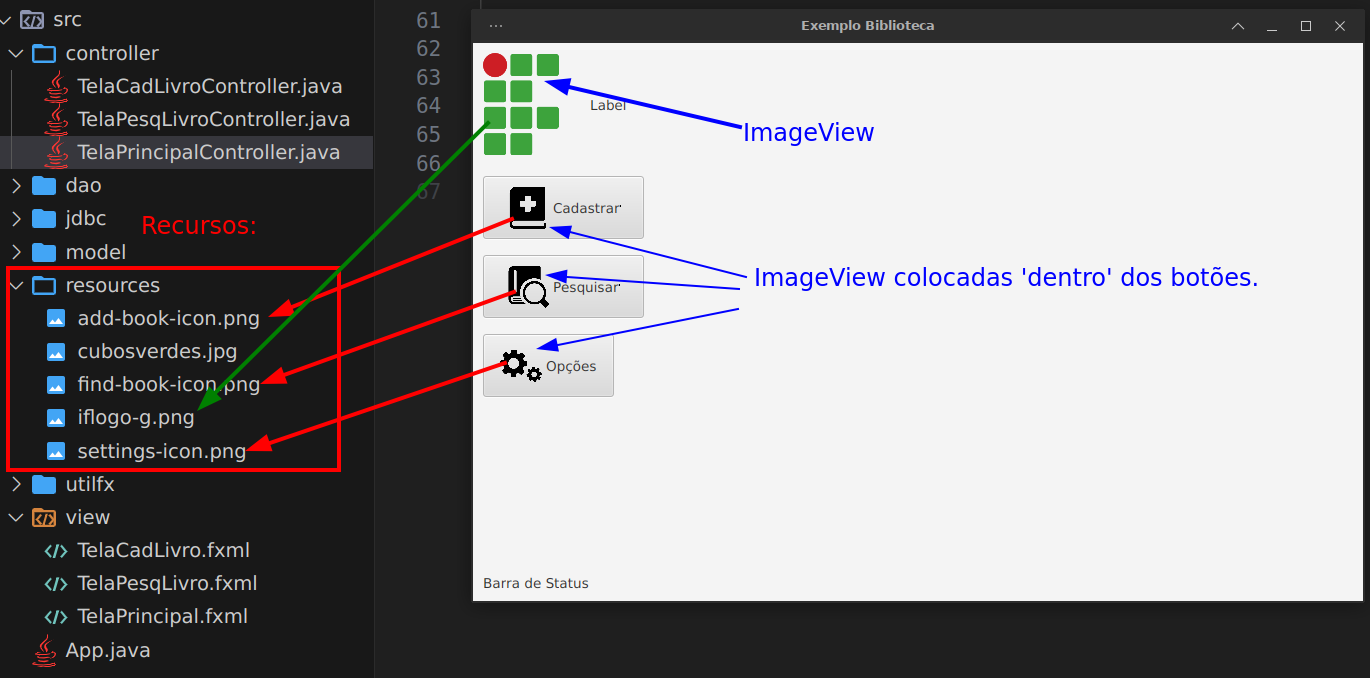 src
controller
TelaCadLivroController.java
TelaPesqLivroController.java
TelaPrincipalController.java
dao
jdbc
model
Recursos:
resources
add-book-icon.png
cubosverdes.jpg
find-book-icon.png
iflogo-g.png
settings-icon.png
utilfx
view
TelaCadLivro.fxml
TelaPesqLivro.fxml
TelaPrincipal.fxml
App.java
61
62
63
64
65
66
67
Exemplo Biblioteca
Label
ImageView
Cadastrar
Pesquisar
ImageView colocadas 'dentro' dos botões.
Opções
Barra de Status